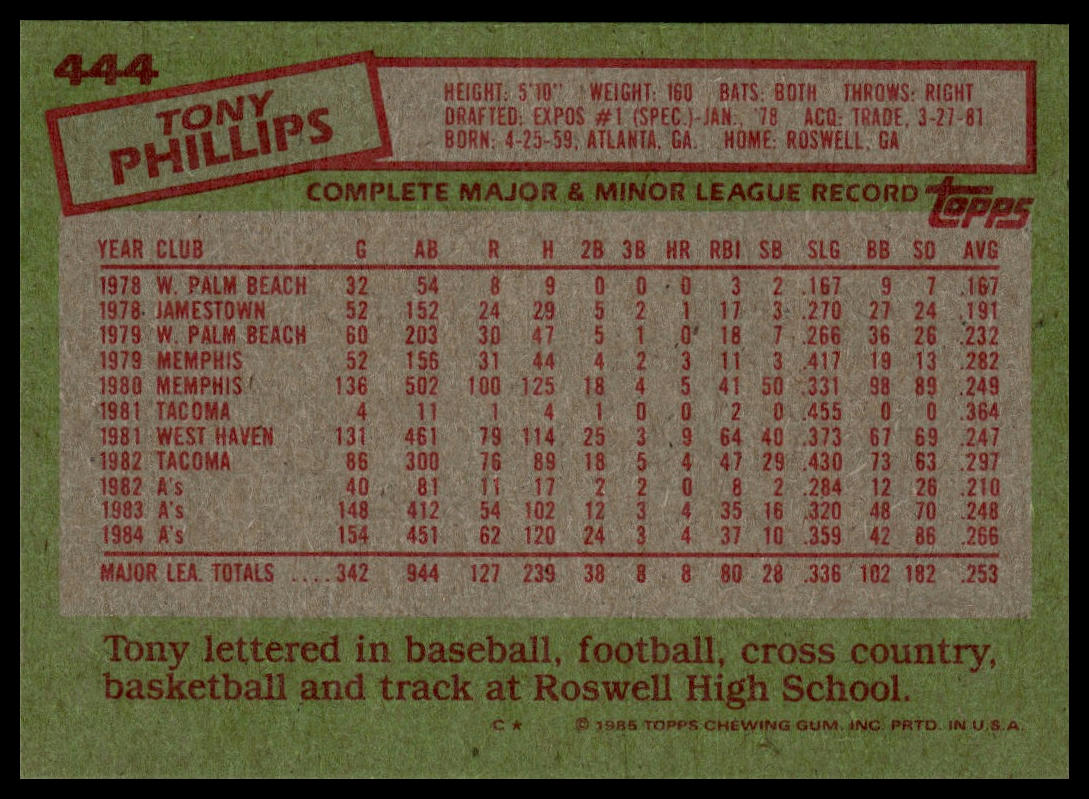 444
TONY
PHILLIPS
HEIGHT: 5'10" WEIGHT: 160 BATS: BOTH THROWS: RIGHT
DRAFTED: EXPOS #1 (SPEC.)-JAN., '78 ACQ: TRADE, 3-27-81
BORN: 4-25-59, ATLANTA, GA. HOME: ROSWELL, GA
COMPLETE MAJOR & MINOR LEAGUE RECORD topps
YEAR CLUB G AB R H 2B 3B HR RBI SB SLG BB SO AVG
1978 W. PALM BEACH 32 54 8 9 0 0 0 3 2 .167 9 7 .167
1978 JAMESTOWN 52 152 24 29 5 2 1 17 3 .270 27 24 .191
1979 W. PALM BEACH 60 203 30 47 5 1 0 18 7 .266 36 26 .232
1979 MEMPHIS 52 156 31 44 4 2 3 11 3 .417 19 13 .282
1980 MEMPHIS 136 502 100 125 18 4 5 41 50 .331 98 89 .249
1981 TACOMA 4 11 1 4 1 0 0 2 0 .455 0 0 .364
1981 WEST HAVEN 131 461 79 114 25 3 9 64 40 .373 67 69 .247
1982 TACOMA 86 300 76 89 18 5 4 47 29 .430 73 63 .297
1982 A's 40 81 11 17 2 2 0 8 2 .284 12 26 .210
1983 A's 148 412 54 102 12 3 4 35 16 .320 48 70 .248
1984 A's 154 451 62 120 24 3 4 37 10 .359 42 86 .266
MAJOR LEA. TOTALS ....342 944 127 239 38 8 8 80 28 .336 102 182 .253
Tony lettered in baseball, football, cross country,
basketball and track at Roswell High School.
C * © 1985 TOPPS CHEWING GUM, INC. PRTD. IN U.S.A.